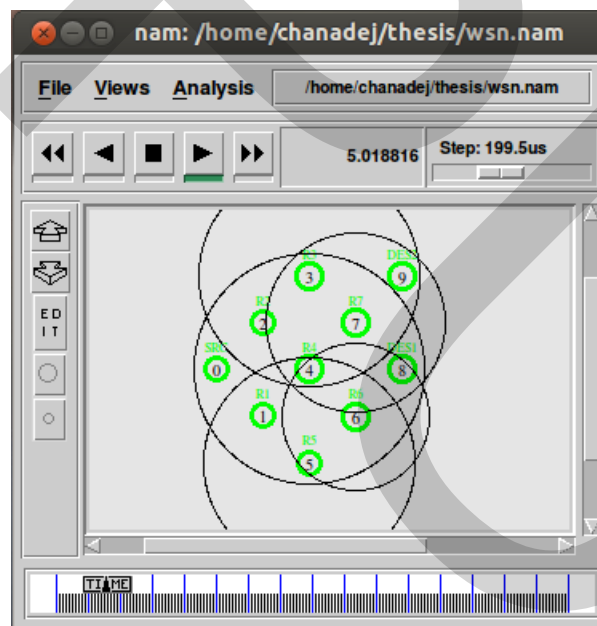 nam: /home/chanadej/thesis/wsn.nam
File Views Analysis /home/chanadej/thesis/wsn.nam
5.018816 Step: 199.5us
E D
I T
R3
3
DES2
9
R2
2
R7
7
SRC
0
R4
4
DES1
8
R1
1
R6
6
R5
5
TIME